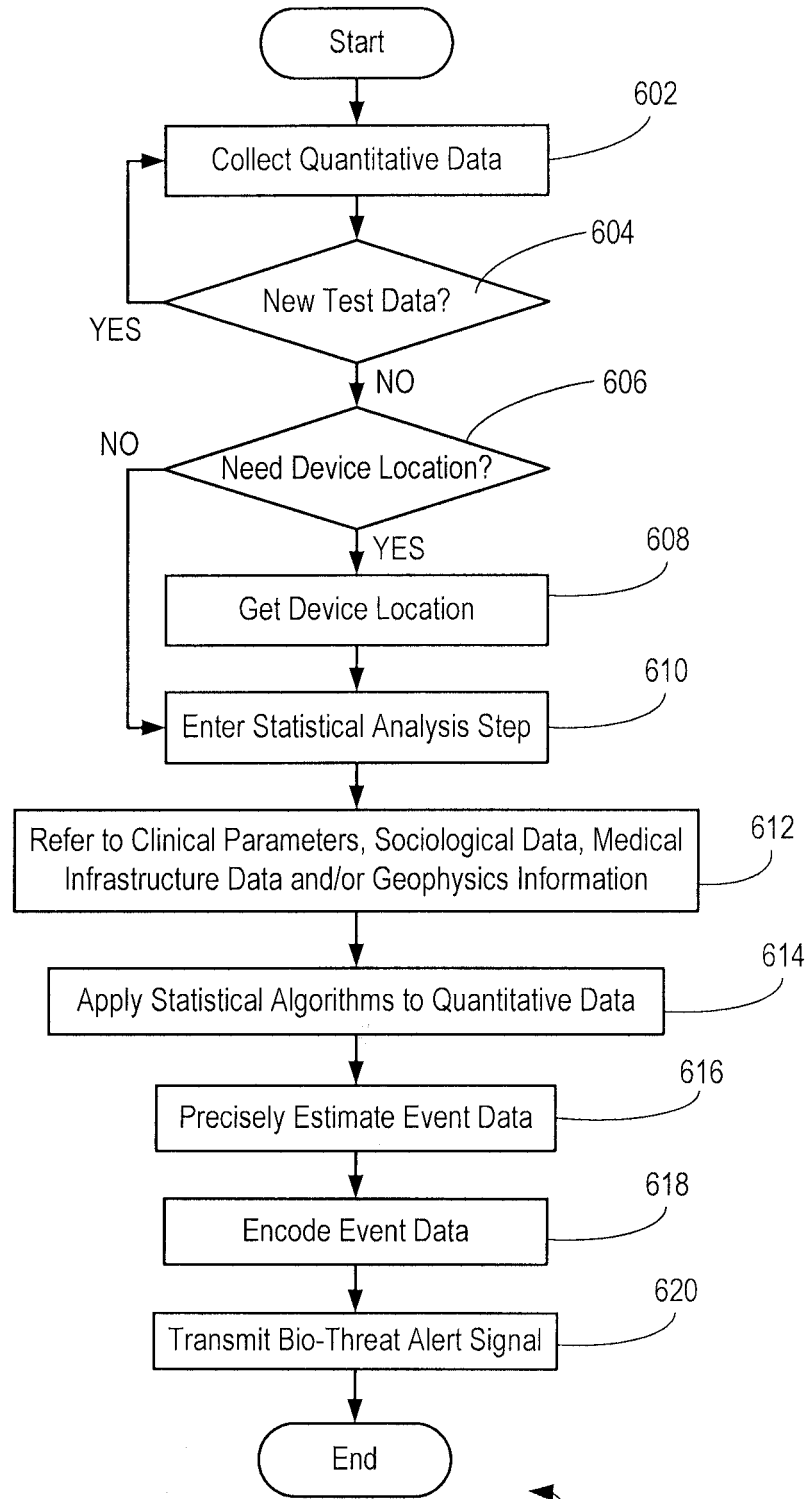 Start
602
Collect Quantitative Data
604
New Test Data?
YES
NO
606
NO
Need Device Location?
YES
608
Get Device Location
610
Enter Statistical Analysis Step
Refer to Clinical Parameters, Sociological Data, Medical
Infrastructure Data and/or Geophysics Information
612
614
Apply Statistical Algorithms to Quantitative Data
616
Precisely Estimate Event Data
618
Encode Event Data
620
Transmit Bio-Threat Alert Signal
End